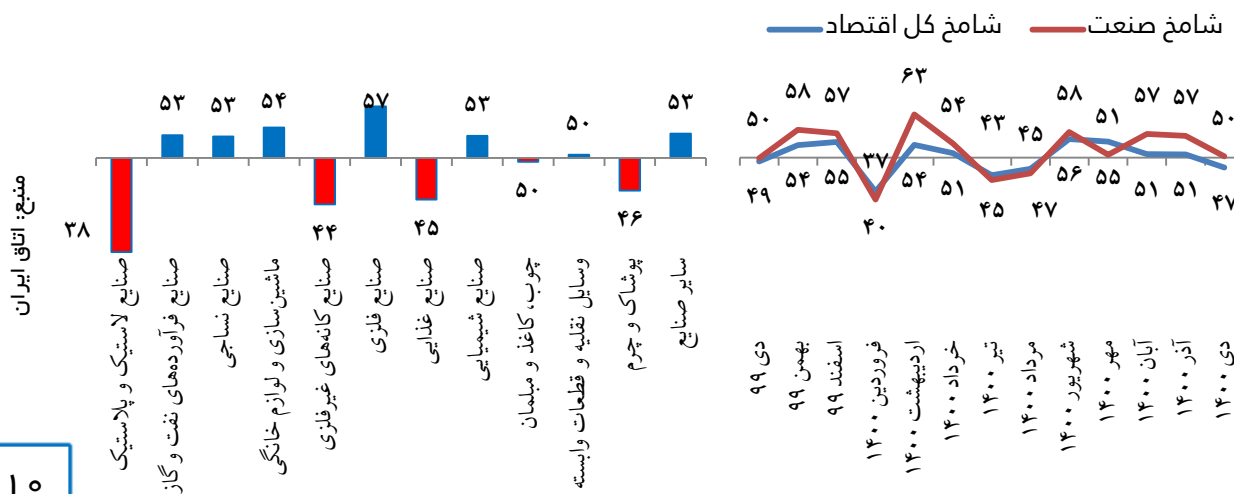 شامخ صنعت
شامخ کل اقتصاد
۵۰
۵۸
۵۷
۳۷
۶۳
۵۴
۴۳
۴۵
۵۸
۵۱
۵۷
۵۷
۵۰
۴۹
۵۴
۵۵
۴۰
۵۴
۵۱
۴۵
۴۷
۵۶
۵۵
۵۱
۵۱
۴۷
دی ۹۹
بهمن ۹۹
اسفند ۹۹
فروردین ۱۴۰۰
اردیبهشت ۱۴۰۰
خرداد ۱۴۰۰
تیر ۱۴۰۰
مرداد ۱۴۰۰
شهریور ۱۴۰۰
مهر ۱۴۰۰
آبان ۱۴۰۰
آذر ۱۴۰۰
دی ۱۴۰۰
۳۸
۵۳
۵۳
۵۴
۴۴
۵۷
۴۵
۵۳
۵۰
۵۰
۴۶
۵۳
صنایع لاستیک و پلاستیک
صنایع فرآورده‌های نفت و گاز
صنایع نساجی
ماشین‌سازی و لوازم خانگی
صنایع کانه‌های غیرفلزی
صنایع فلزی
صنایع غذایی
صنایع شیمیایی
چوب، کاغذ و مبلمان
وسایل نقلیه و قطعات وابسته
پوشاک و چرم
سایر صنایع
منبع: اتاق ایران
۱۰